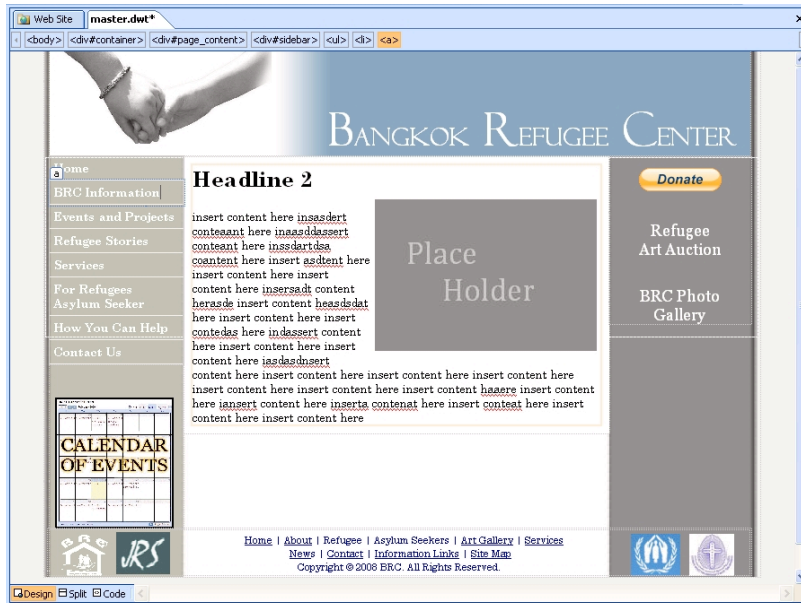 Web Site
master.dwt*
<body> <div#container> <div#page_content> <div#sidebar> <ul> <li> <a>
BANGKOK REFUGEE CENTER
Home
a
BRC Information
Events and Projects
Refugee Stories
Services
For Refugees
Asylum Seeker
How You Can Help
Contact Us
CALENDAR
OF EVENTS
BRC
JRS
Headline 2
insert content here insasdert
conteaant here inaasddassert
conteant here inssdartdsa
coantent here insert asdtent here
insert content here insert
content here insersadt content
herasde insert content heasdsdat
here insert content here insert
contedas here indassert content
here insert content here insert
content here iasdasdnsert
content here insert content here insert content here insert content here
insert content here insert content here insert content haaere insert content
here iansert content here inserta contenat here insert conteat here insert
content here insert content here
Place
Holder
Donate
Refugee
Art Auction
BRC Photo
Gallery
Home | About | Refugee | Asylum Seekers | Art Gallery | Services
News | Contact | Information Links | Site Map
Copyright © 2008 BRC. All Rights Reserved.
Design Split Code